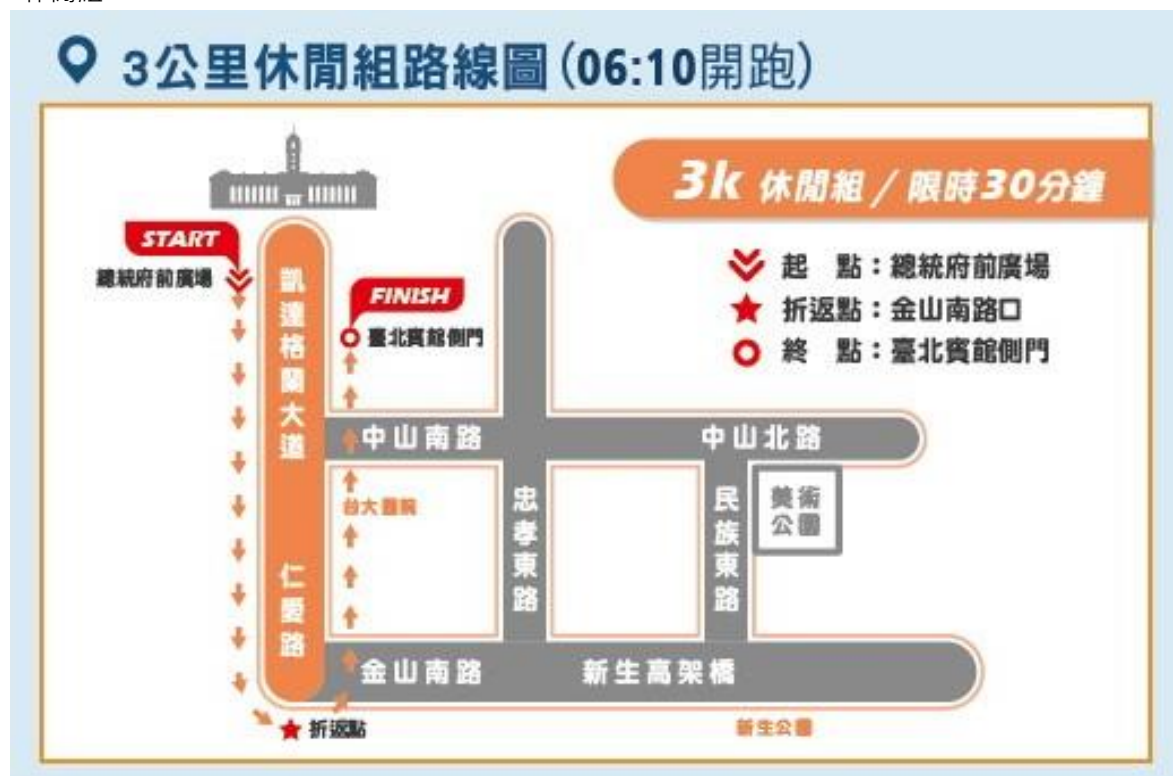 3公里休閒組路線圖(06:10開跑)
3k 休閒組 / 限時30分鐘
START
總統府前廣場
凱達格蘭大道
FINISH
臺北賓館側門
起 點：總統府前廣場
折返點：金山南路口
終 點：臺北賓館側門
中山南路
中山北路
台大醫院
忠孝東路
民族東路
美術
公園
仁愛路
金山南路
新生高架橋
折返點
新生公園